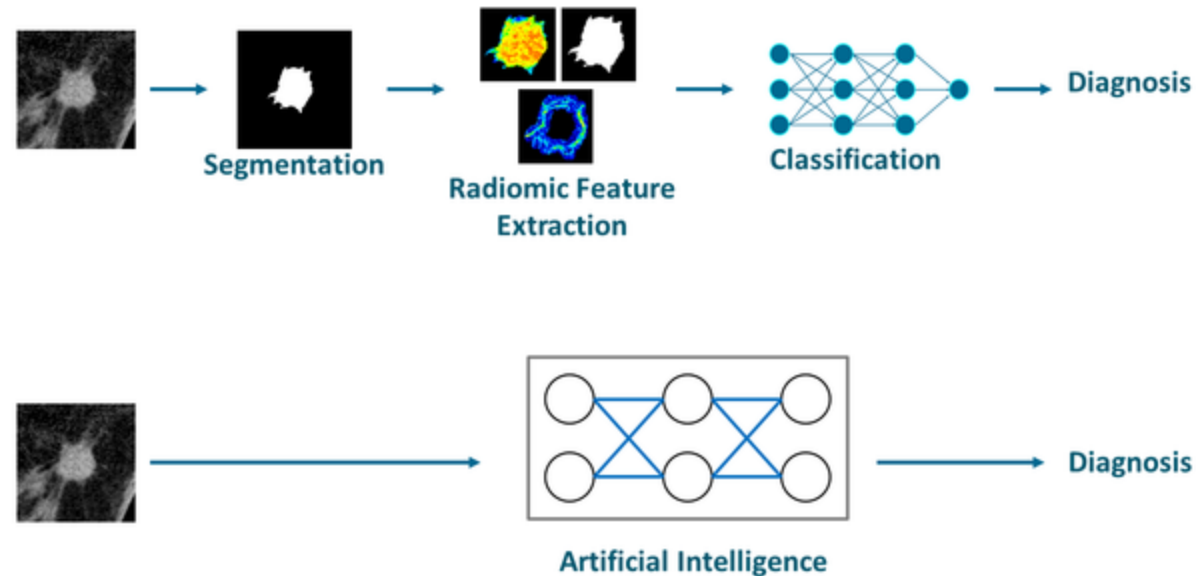 Segmentation
Radiomic Feature
Extraction
Classification
Diagnosis
Artificial Intelligence
Diagnosis